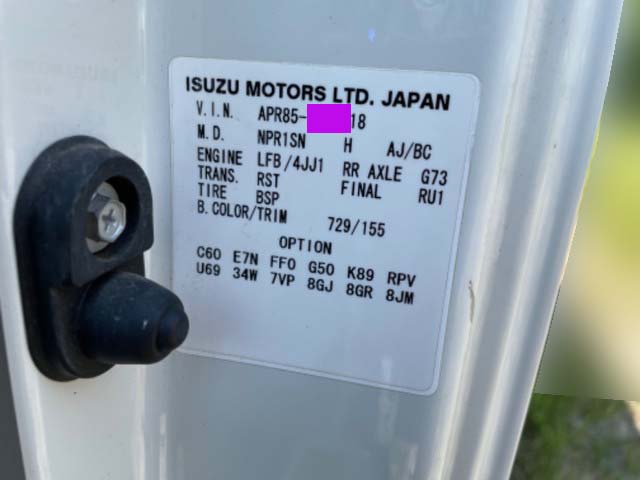 ISUZU MOTORS LTD. JAPAN
V.I.N. APR85- 18
M.D. NPR1SN H AJ/BC
ENGINE LFB/4JJ1 RR AXLE G73
TRANS. RST FINAL RU1
TIRE BSP
B.COLOR/TRIM 729/155
OPTION
C60 E7N FF0 G50 K89 RPV
U69 34W 7VP 8GJ 8GR 8JM